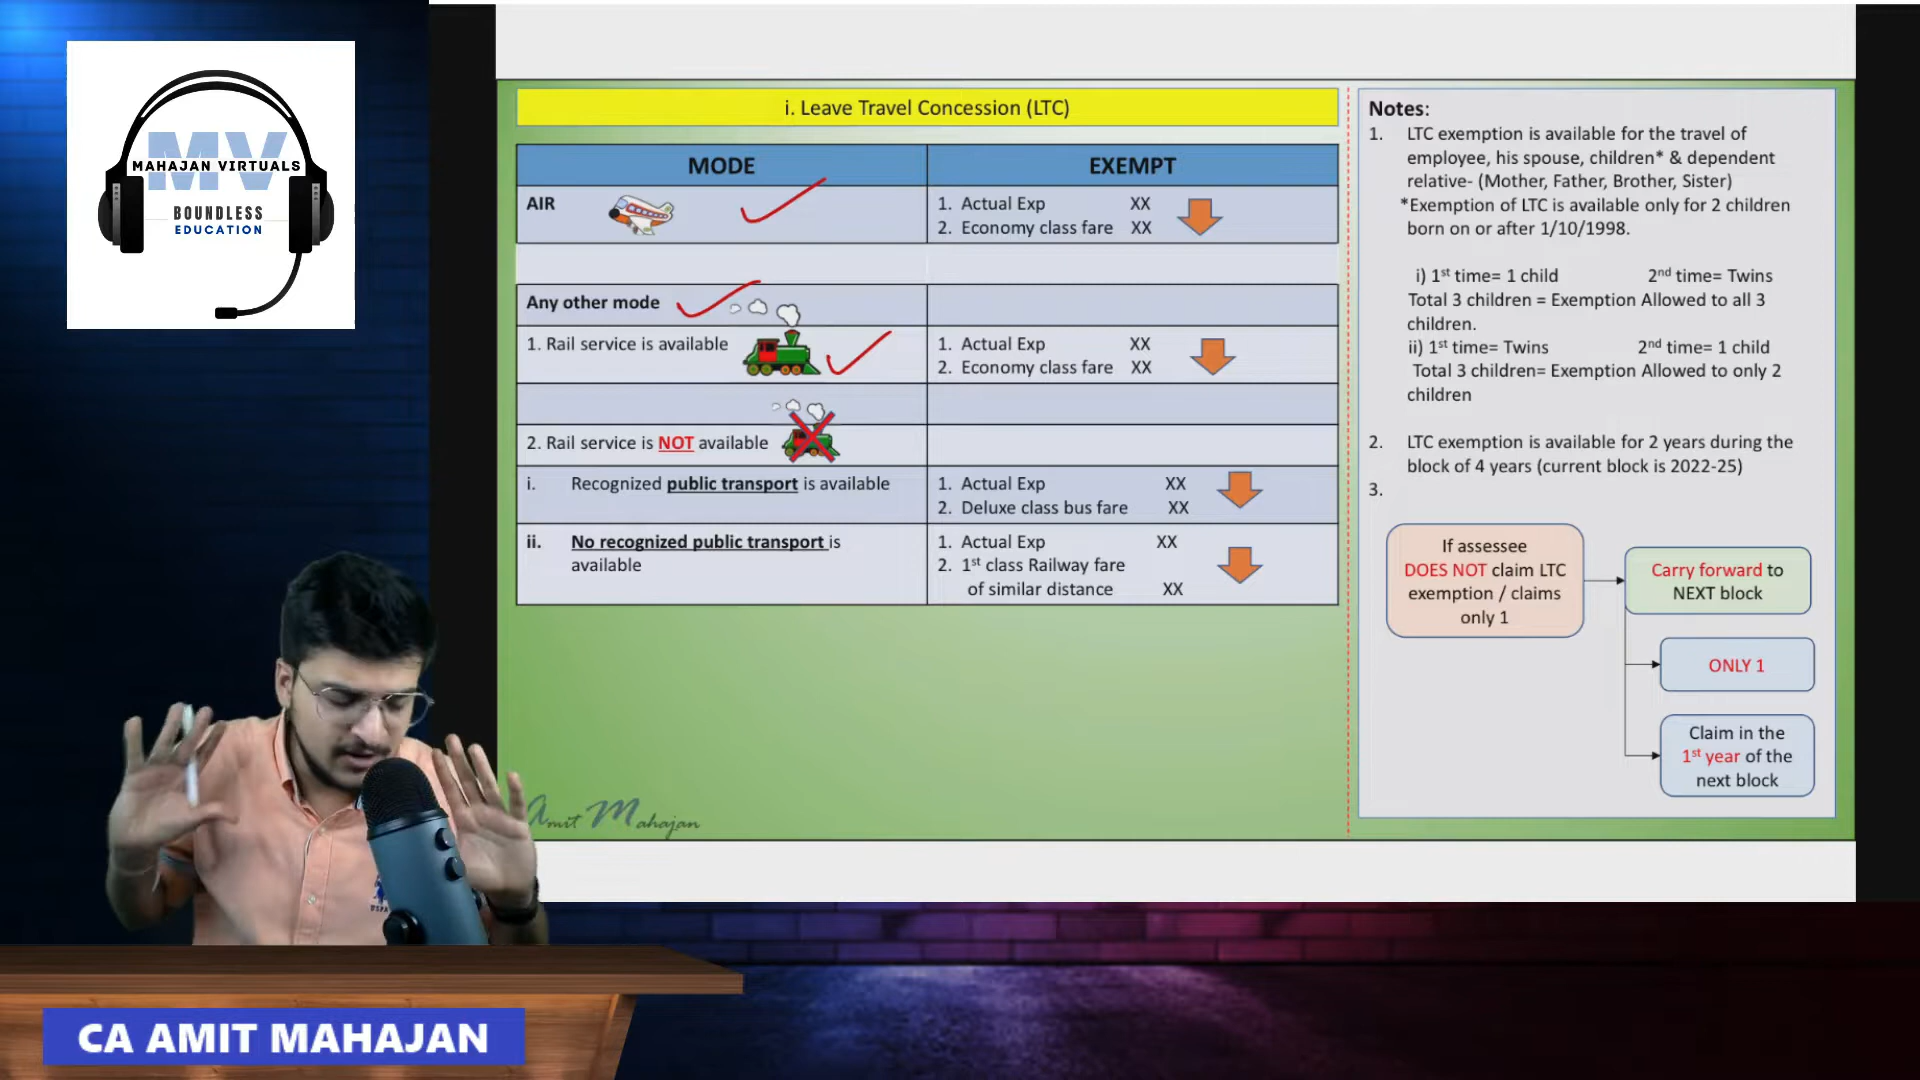 MV
MAHAJAN VIRTUALS
BOUNDLESS
EDUCATION
i. Leave Travel Concession (LTC)
MODE EXEMPT
AIR
1. Actual Exp XX
2. Economy class fare XX
Any other mode
1. Rail service is available
1. Actual Exp XX
2. Economy class fare XX
2. Rail service is NOT available
i. Recognized public transport is available
1. Actual Exp XX
2. Deluxe class bus fare XX
ii. No recognized public transport is
available
1. Actual Exp XX
2. 1st class Railway fare
of similar distance XX
Amit Mahajan
Notes:
1. LTC exemption is available for the travel of
employee, his spouse, children* & dependent
relative- (Mother, Father, Brother, Sister)
*Exemption of LTC is available only for 2 children
born on or after 1/10/1998.
i) 1st time= 1 child 2nd time= Twins
Total 3 children = Exemption Allowed to all 3
children.
ii) 1st time= Twins 2nd time= 1 child
Total 3 children= Exemption Allowed to only 2
children
2. LTC exemption is available for 2 years during the
block of 4 years (current block is 2022-25)
3.
If assessee
DOES NOT claim LTC
exemption / claims
only 1
Carry forward to
NEXT block
ONLY 1
Claim in the
1st year of the
next block
CA AMIT MAHAJAN